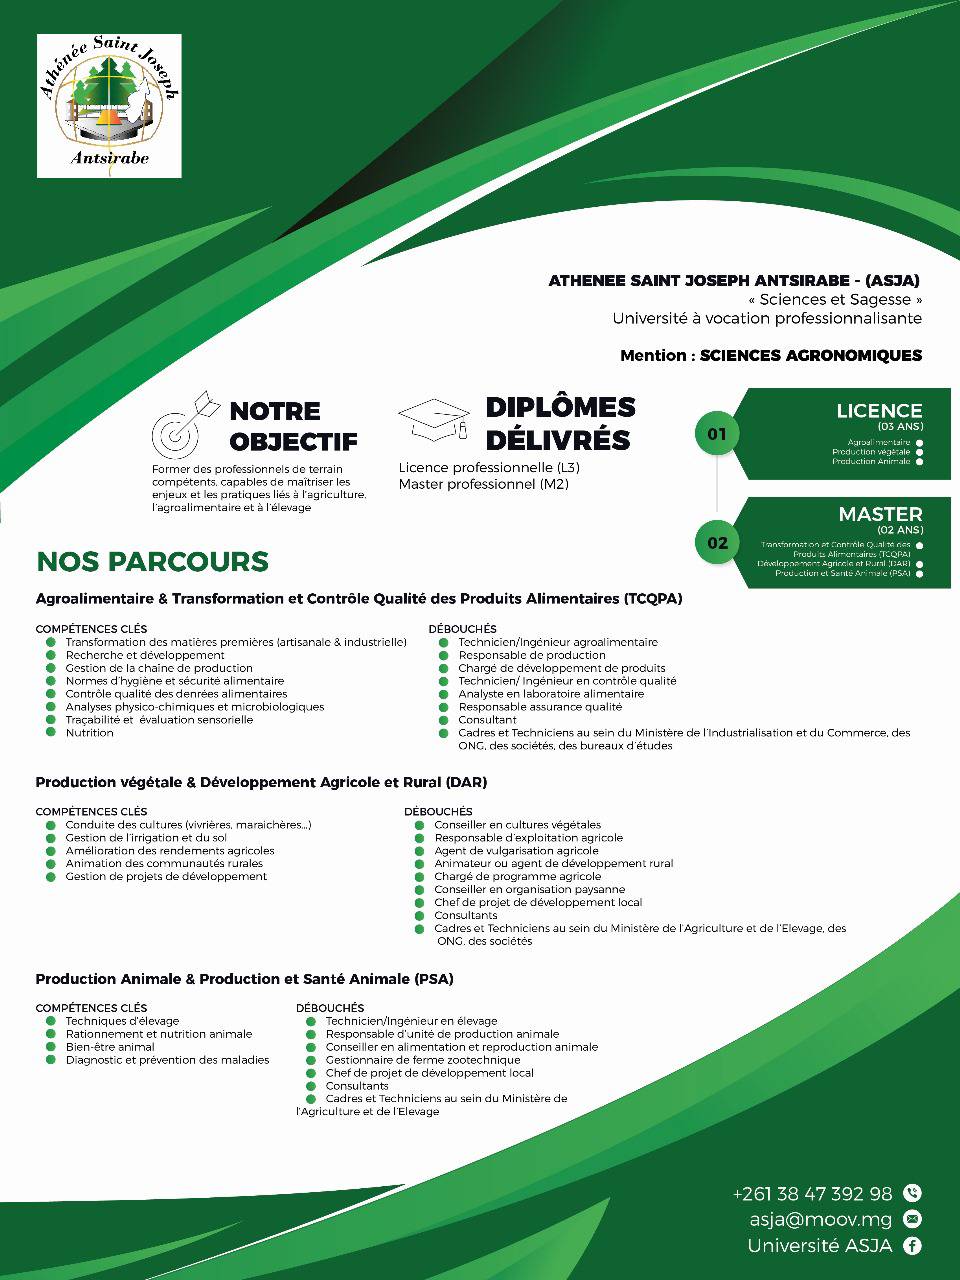 Athénée Saint Joseph
Antsirabe
ATHENEE SAINT JOSEPH ANTSIRABE - (ASJA)
« Sciences et Sagesse »
Université à vocation professionnalisante
Mention : SCIENCES AGRONOMIQUES
NOTRE
OBJECTIF
Former des professionnels de terrain
compétents, capables de maîtriser les
enjeux et les pratiques liés à l'agriculture,
l'agroalimentaire et à l'élevage
DIPLÔMES
DÉLIVRÉS
Licence professionnelle (L3)
Master professionnel (M2)
01
LICENCE
(03 ANS)
Agroalimentaire
Production végétale
Production Animale
02
MASTER
(02 ANS)
Transformation et Contrôle Qualité des
Produits Alimentaires (TCQPA)
Développement Agricole et Rural (DAR)
Production et Santé Animale (PSA)
NOS PARCOURS
Agroalimentaire & Transformation et Contrôle Qualité des Produits Alimentaires (TCQPA)
COMPÉTENCES CLÉS
Transformation des matières premières (artisanale & industrielle)
Recherche et développement
Gestion de la chaîne de production
Normes d'hygiène et sécurité alimentaire
Contrôle qualité des denrées alimentaires
Analyses physico-chimiques et microbiologiques
Traçabilité et évaluation sensorielle
Nutrition
DÉBOUCHÉS
Technicien/Ingénieur agroalimentaire
Responsable de production
Chargé de développement de produits
Technicien/ Ingénieur en contrôle qualité
Analyste en laboratoire alimentaire
Responsable assurance qualité
Consultant
Cadres et Techniciens au sein du Ministère de l'Industrialisation et du Commerce, des
ONG, des sociétés, des bureaux d'études
Production végétale & Développement Agricole et Rural (DAR)
COMPÉTENCES CLÉS
Conduite des cultures (vivrières, maraichères...)
Gestion de l'irrigation et du sol
Amélioration des rendements agricoles
Animation des communautés rurales
Gestion de projets de développement
DÉBOUCHÉS
Conseiller en cultures végétales
Responsable d'exploitation agricole
Agent de vulgarisation agricole
Animateur ou agent de développement rural
Chargé de programme agricole
Conseiller en organisation paysanne
Chef de projet de développement local
Consultants
Cadres et Techniciens au sein du Ministère de l'Agriculture et de l'Elevage, des
ONG, des sociétés
Production Animale & Production et Santé Animale (PSA)
COMPÉTENCES CLÉS
Techniques d'élevage
Rationnement et nutrition animale
Bien-être animal
Diagnostic et prévention des maladies
DÉBOUCHÉS
Technicien/Ingénieur en élevage
Responsable d'unité de production animale
Conseiller en alimentation et reproduction animale
Gestionnaire de ferme zootechnique
Chef de projet de développement local
Consultants
Cadres et Techniciens au sein du Ministère de
l'Agriculture et de l'Elevage
+261 38 47 392 98
asja@moov.mg
Université ASJA